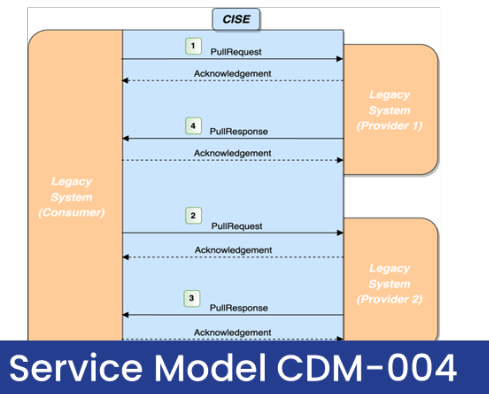 CISE
1
PullRequest
Acknowledgement
Legacy
System
(Provider 1)
4
PullResponse
Acknowledgement
Legacy
System
(Consumer)
2
PullRequest
Acknowledgement
Legacy
System
(Provider 2)
3
PullResponse
Acknowledgement
Service Model CDM-004